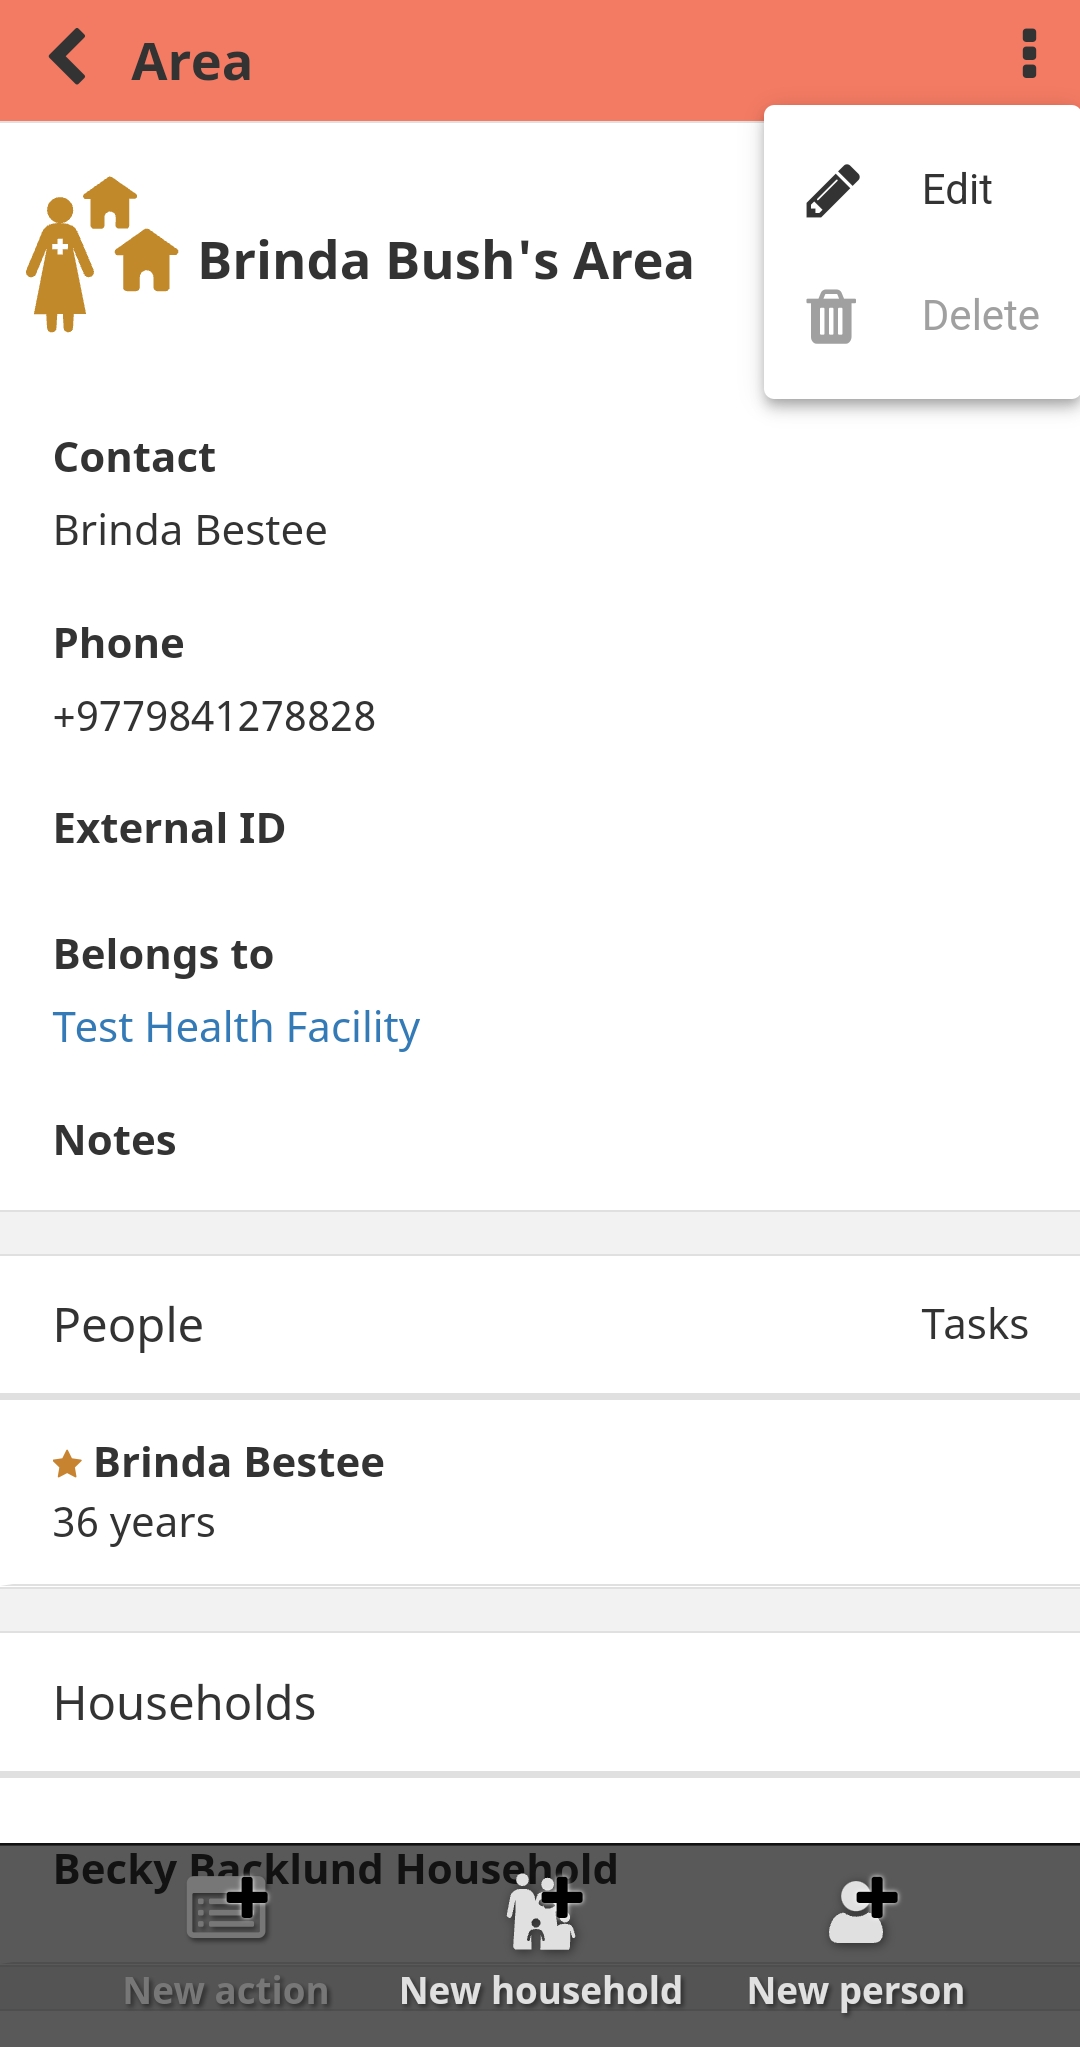 Area
Edit
Delete
Brinda Bush's Area
Contact
Brinda Bestee
Phone
+9779841278828
External ID
Belongs to
Test Health Facility
Notes
People
Tasks
Brinda Bestee
36 years
Households
Becky Backlund Household
New action
New household
New person